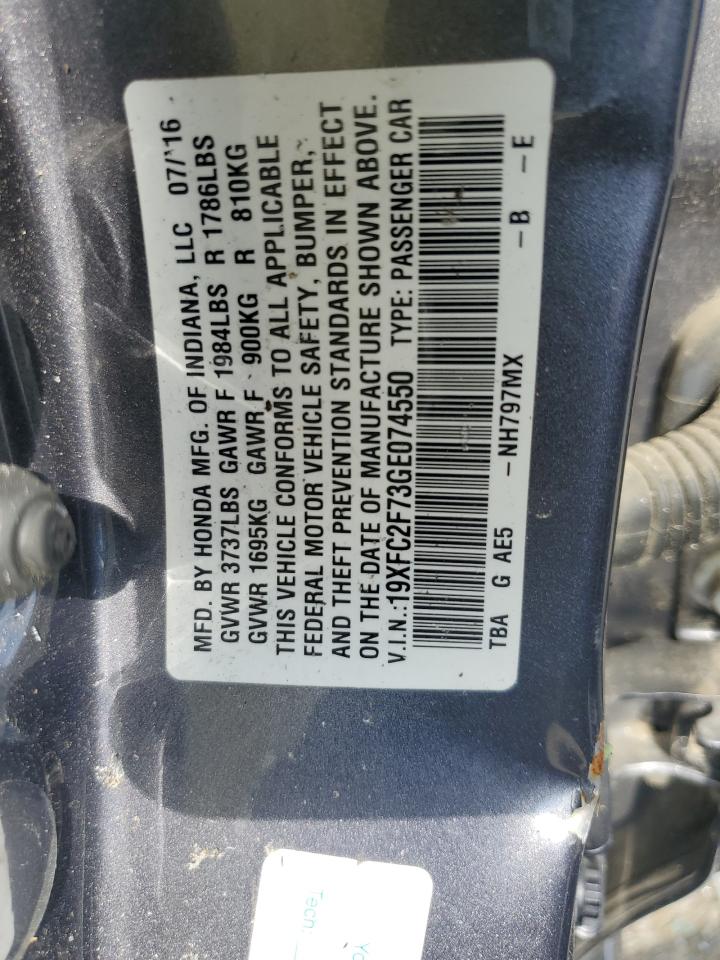 MFD. BY HONDA MFG. OF INDIANA, LLC 07/16
GVWR 3737LBS GAWR F 1984LBS R 1786LBS
GVWR 1695KG GAWR F 900KG R 810KG
THIS VEHICLE CONFORMS TO ALL APPLICABLE
FEDERAL MOTOR VEHICLE SAFETY, BUMPER,
AND THEFT PREVENTION STANDARDS IN EFFECT
ON THE DATE OF MANUFACTURE SHOWN ABOVE.
V.I.N.:19XFC2F73GE074550 TYPE: PASSENGER CAR
TBA G AE5 -NH797MX -B -E
Tech: